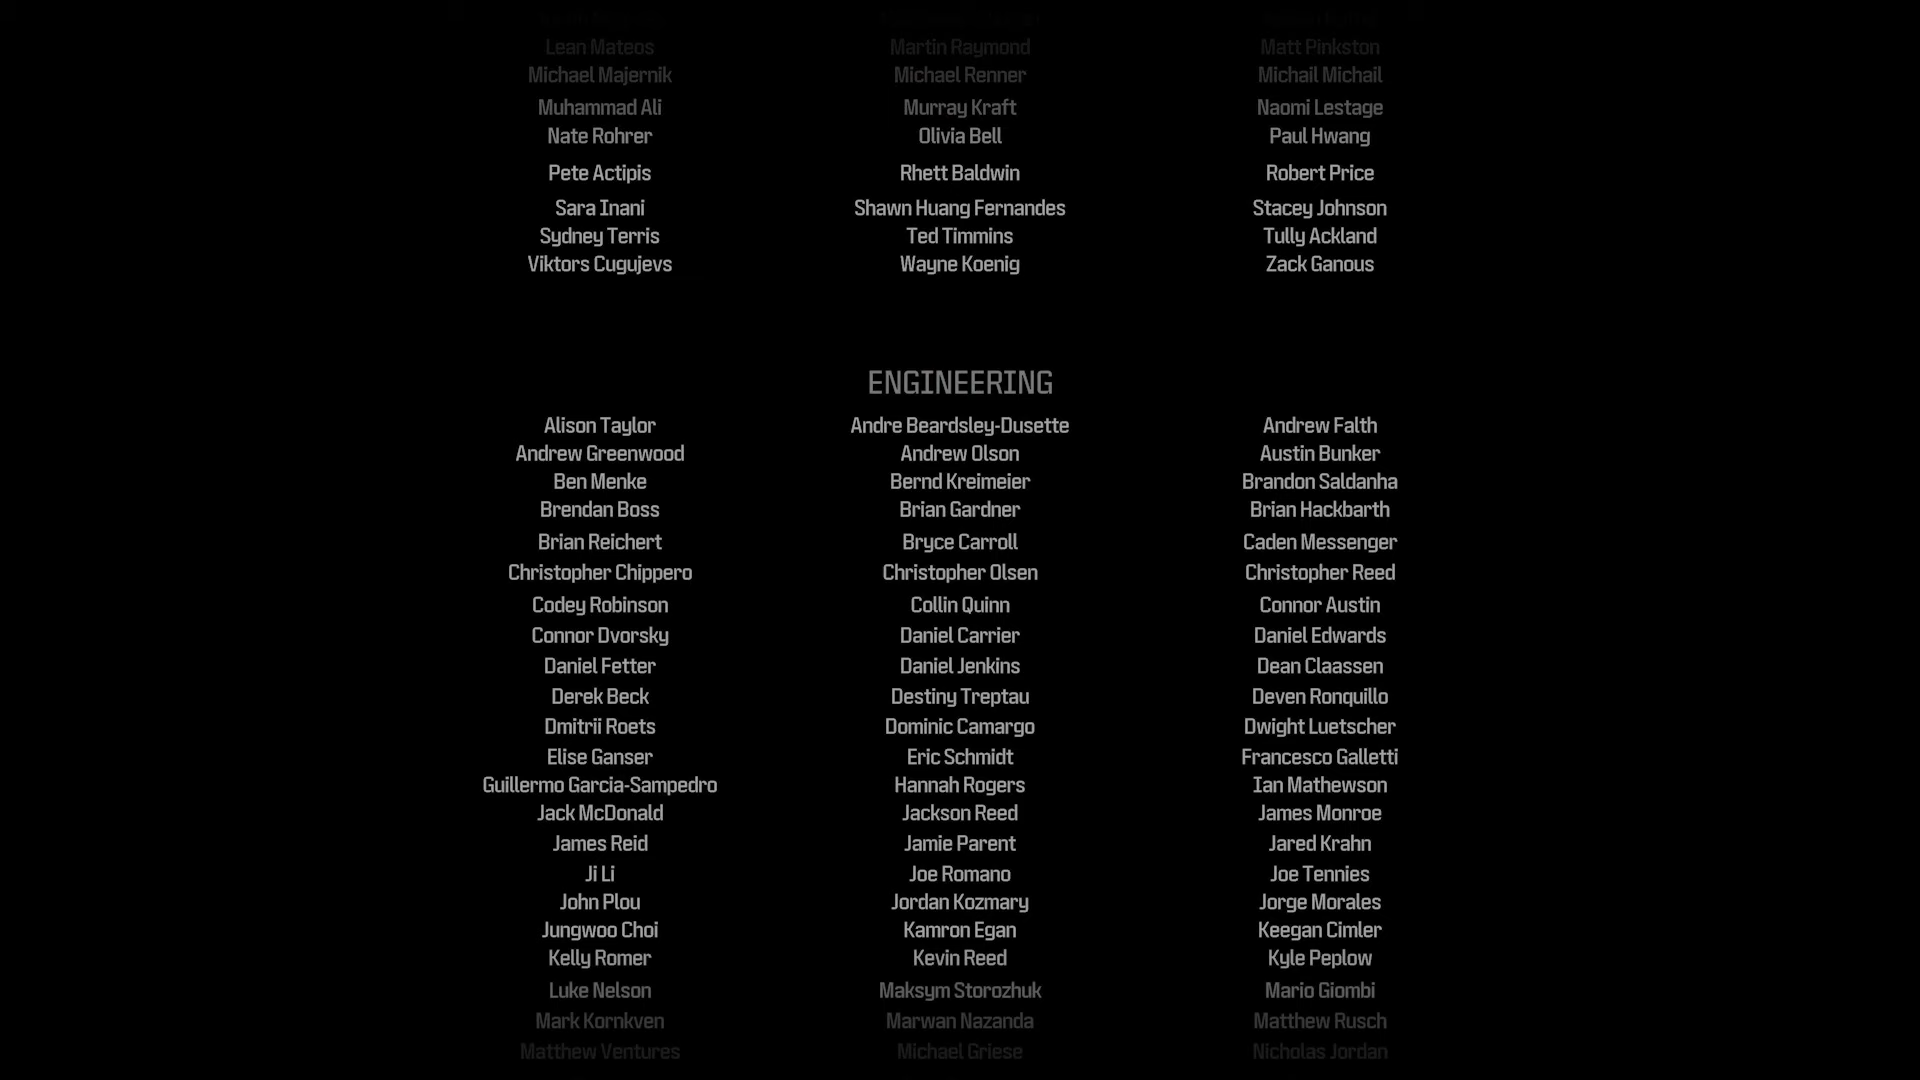 Lean Mateos Martin Raymond Matt Pinkston
Michael Majernik Michael Renner Michail Michail
Muhammad Ali Murray Kraft Naomi Lestage
Nate Rohrer Olivia Bell Paul Hwang
Pete Actipis Rhett Baldwin Robert Price
Sara Inani Shawn Huang Fernandes Stacey Johnson
Sydney Terris Ted Timmins Tully Ackland
Viktors Cugujevs Wayne Koenig Zack Ganous
ENGINEERING
Alison Taylor Andre Beardsley-Dusette Andrew Falth
Andrew Greenwood Andrew Olson Austin Bunker
Ben Menke Bernd Kreimeier Brandon Saldanha
Brendan Boss Brian Gardner Brian Hackbarth
Brian Reichert Bryce Carroll Caden Messenger
Christopher Chippero Christopher Olsen Christopher Reed
Codey Robinson Collin Quinn Connor Austin
Connor Dvorsky Daniel Carrier Daniel Edwards
Daniel Fetter Daniel Jenkins Dean Claassen
Derek Beck Destiny Treptau Deven Ronquillo
Dmitrii Roets Dominic Camargo Dwight Luetscher
Elise Ganser Eric Schmidt Francesco Galletti
Guillermo Garcia-Sampedro Hannah Rogers Ian Mathewson
Jack McDonald Jackson Reed James Monroe
James Reid Jamie Parent Jared Krahn
Ji Li Joe Romano Joe Tennies
John Plou Jordan Kozmary Jorge Morales
Jungwoo Choi Kamron Egan Keegan Cimler
Kelly Romer Kevin Reed Kyle Peplow
Luke Nelson Maksym Storozhuk Mario Giombi
Mark Kornkven Marwan Nazanda Matthew Rusch
Matthew Ventures Michael Griese Nicholas Jordan